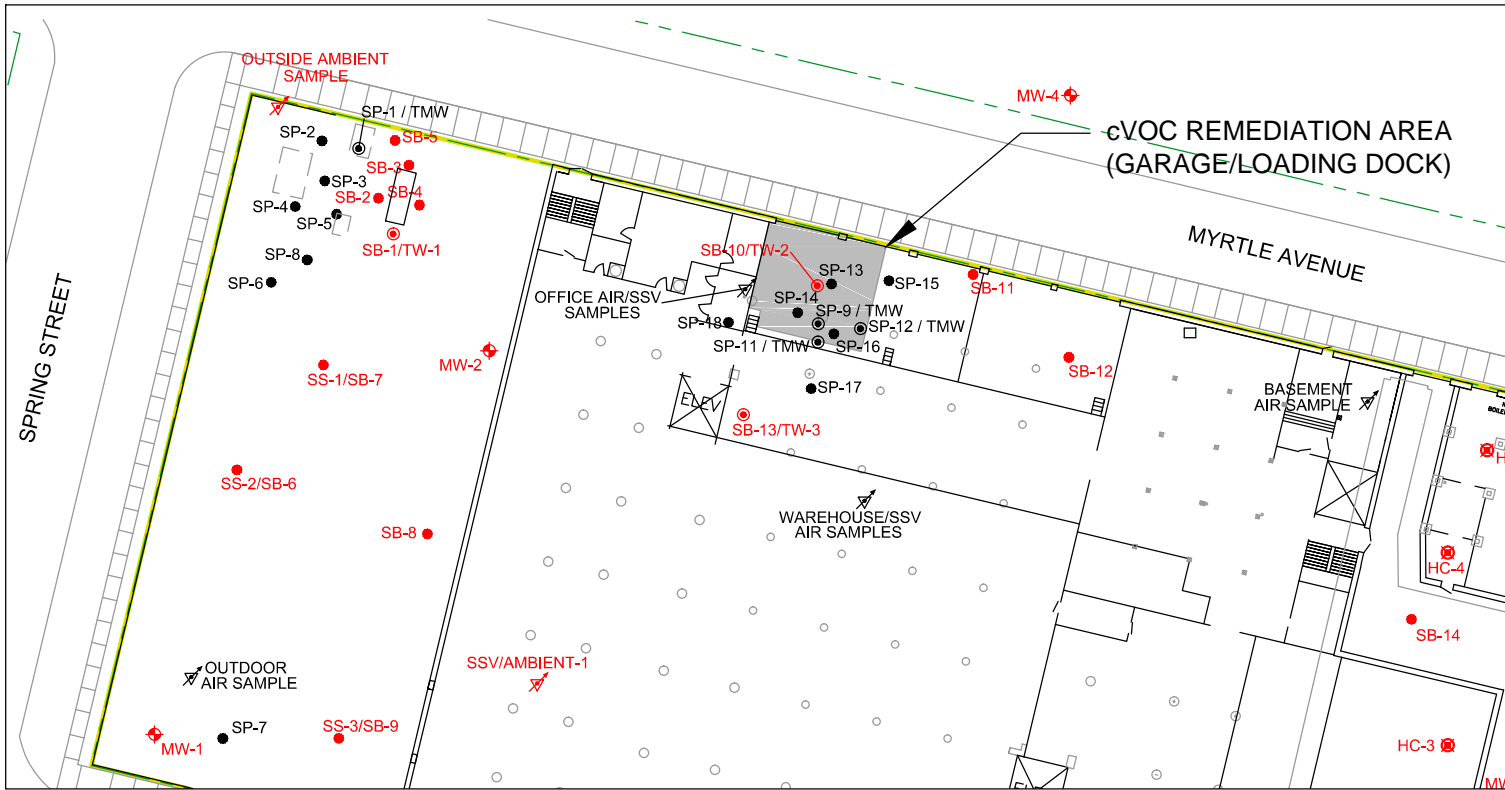 OUTSIDE AMBIENT
SAMPLE
SP-1 / TMW
SP-2
SB-5
SB-3
SP-3
SB-2
SB-4
SP-4
SP-5
SB-1/TW-1
SP-8
SP-6
MW-4
cVOC REMEDIATION AREA
(GARAGE/LOADING DOCK)
MYRTLE AVENUE
SPRING STREET
SB-10/TW-2
SP-13
SP-15
SB-11
OFFICE AIR/SSV
SAMPLES
SP-14
SP-9 / TMW
SP-12 / TMW
SP-18
SP-11 / TMW
SP-16
SS-1/SB-7
MW-2
SB-12
SP-17
ELEV
BASEMENT
AIR SAMPLE
BOILE
SB-13/TW-3
SS-2/SB-6
WAREHOUSE/SSV
AIR SAMPLES
SB-8
HC-4
SB-14
SSV/AMBIENT-1
OUTDOOR
AIR SAMPLE
MW-1
SP-7
SS-3/SB-9
HC-3